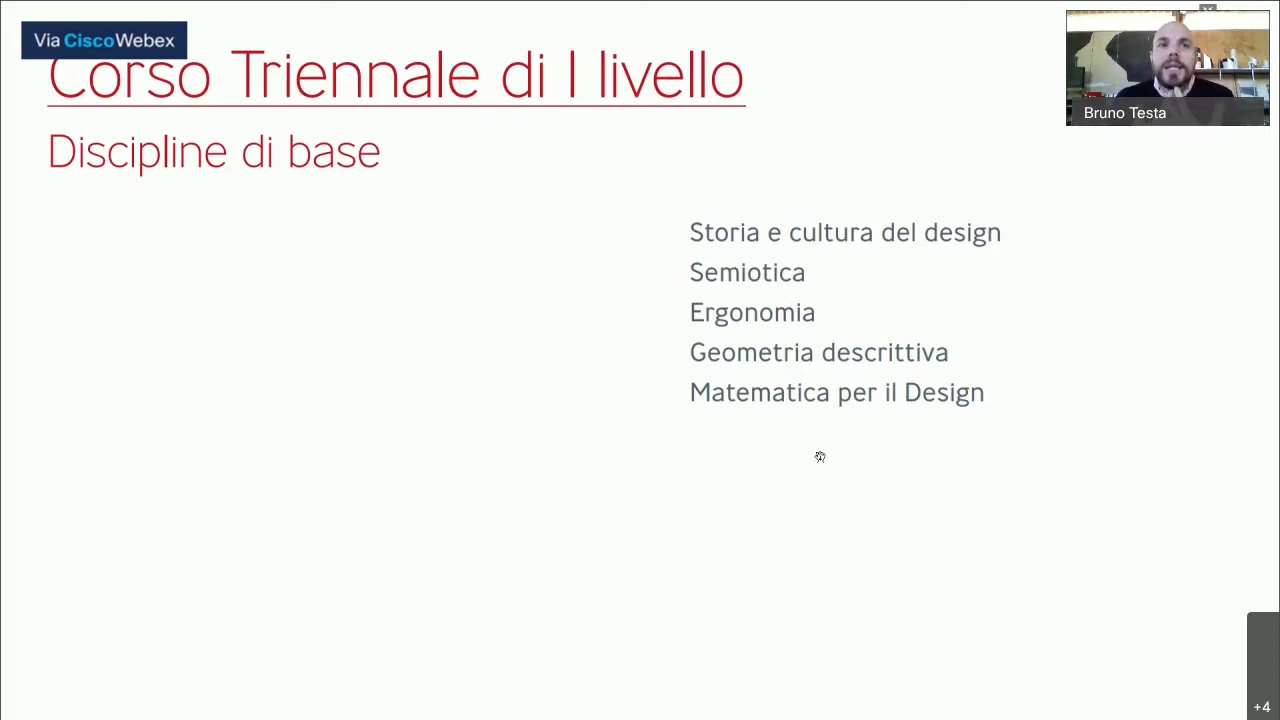 Via CiscoWebex
Corso Triennale di I livello
Discipline di base
Bruno Testa
Storia e cultura del design
Semiotica
Ergonomia
Geometria descrittiva
Matematica per il Design
+4